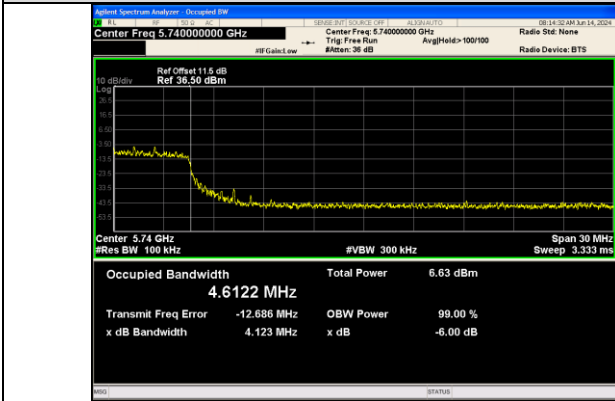 Agilent Spectrum Analyzer - Occupied BW
RL RF 50 Ω AC SENSE:INT SOURCE OFF ALIGN AUTO 08:14:32 AM Jun 14, 2024
Center Freq 5.740000000 GHz Center Freq: 5.740000000 GHz Radio Std: None
Trig: Free Run Avg|Hold:> 100/100
#IFGain:Low #Atten: 36 dB Radio Device: BTS
Ref Offset 11.5 dB
10 dB/div Ref 36.50 dBm
Log
26.5
16.5
6.50
-3.50
-13.5
-23.5
-33.5
-43.5
-53.5
Center 5.74 GHz Span 30 MHz
#Res BW 100 kHz #VBW 300 kHz Sweep 3.333 ms
Occupied Bandwidth Total Power 6.63 dBm
4.6122 MHz
Transmit Freq Error -12.686 MHz OBW Power 99.00 %
x dB Bandwidth 4.123 MHz x dB -6.00 dB
MSG STATUS